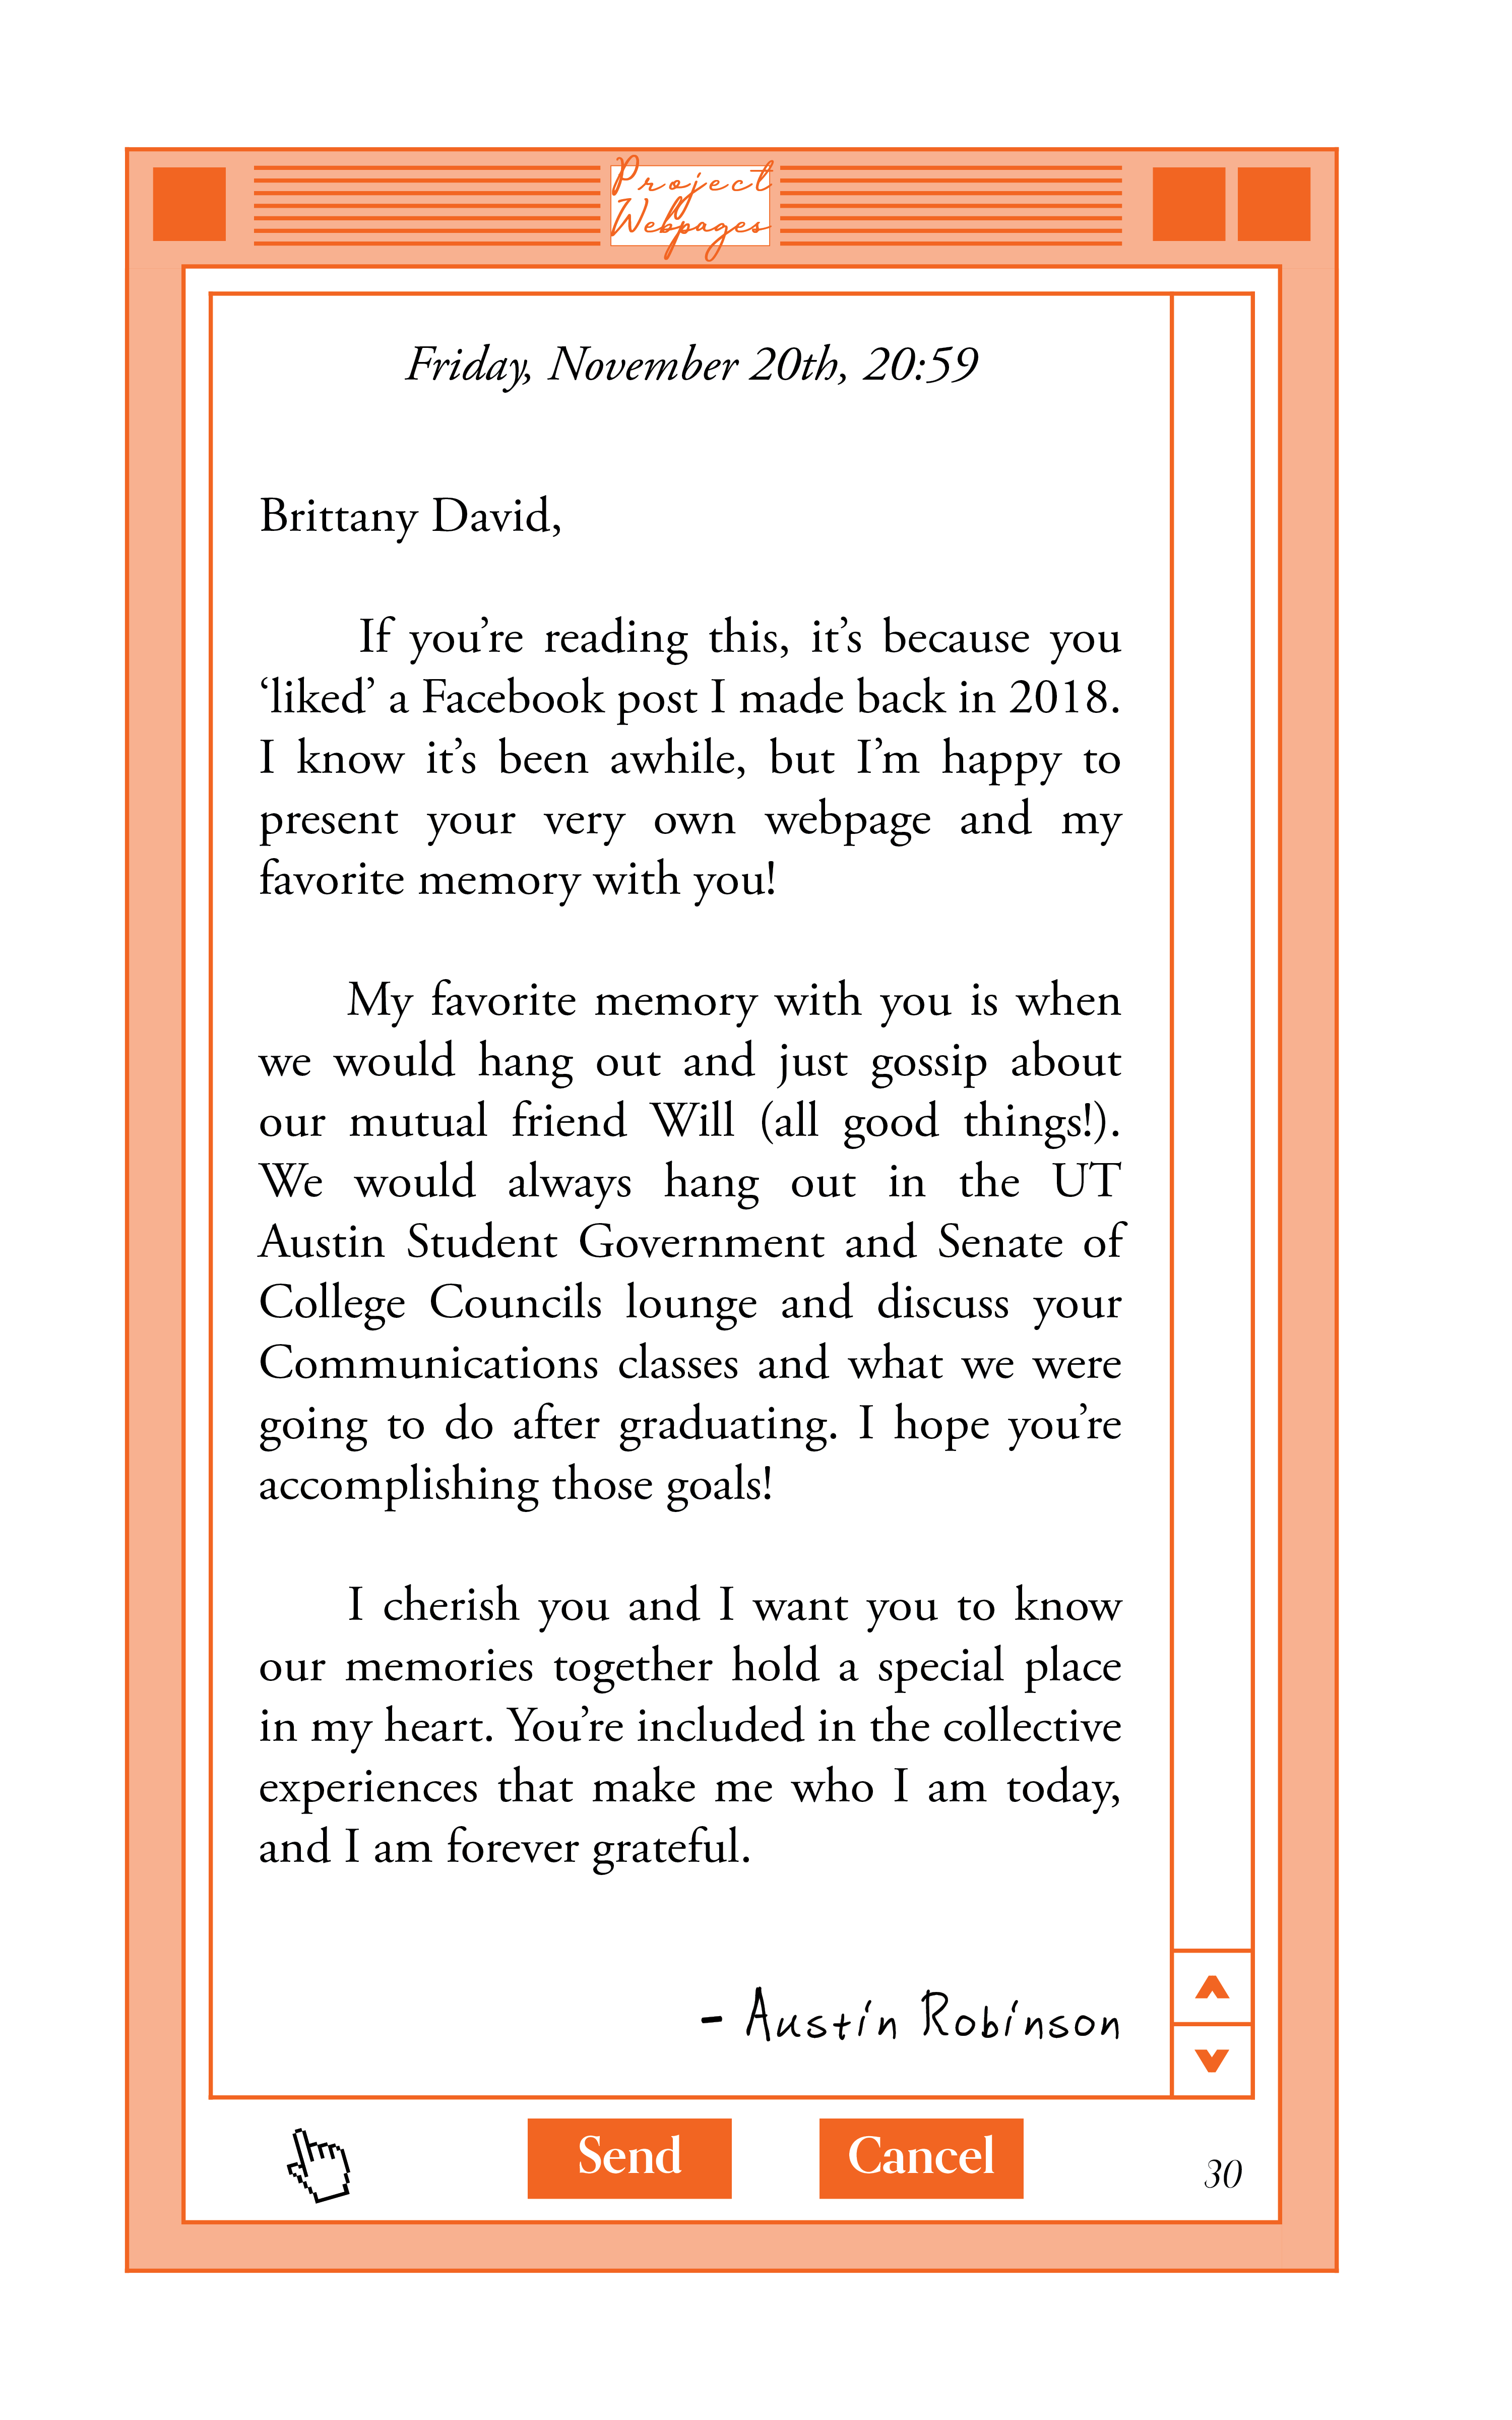 Project
Webpages
Friday, November 20th, 20:59
Brittany David,
If you’re reading this, it’s because you
‘liked’ a Facebook post I made back in 2018.
I know it’s been awhile, but I’m happy to
present your very own webpage and my
favorite memory with you!
My favorite memory with you is when
we would hang out and just gossip about
our mutual friend Will (all good things!).
We would always hang out in the UT
Austin Student Government and Senate of
College Councils lounge and discuss your
Communications classes and what we were
going to do after graduating. I hope you’re
accomplishing those goals!
I cherish you and I want you to know
our memories together hold a special place
in my heart. You’re included in the collective
experiences that make me who I am today,
and I am forever grateful.
- Austin Robinson
Send Cancel
30